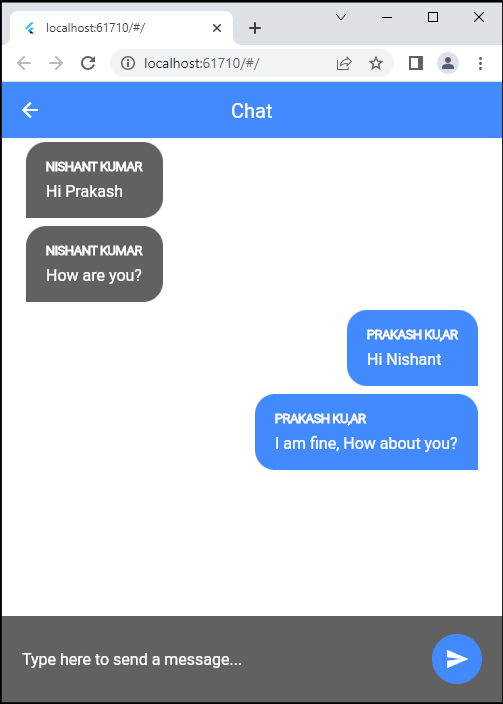 localhost:61710/#/
localhost:61710/#/
Chat
NISHANT KUMAR
Hi Prakash
NISHANT KUMAR
How are you?
PRAKASH KU,AR
Hi Nishant
PRAKASH KU,AR
I am fine, How about you?
Type here to send a message...